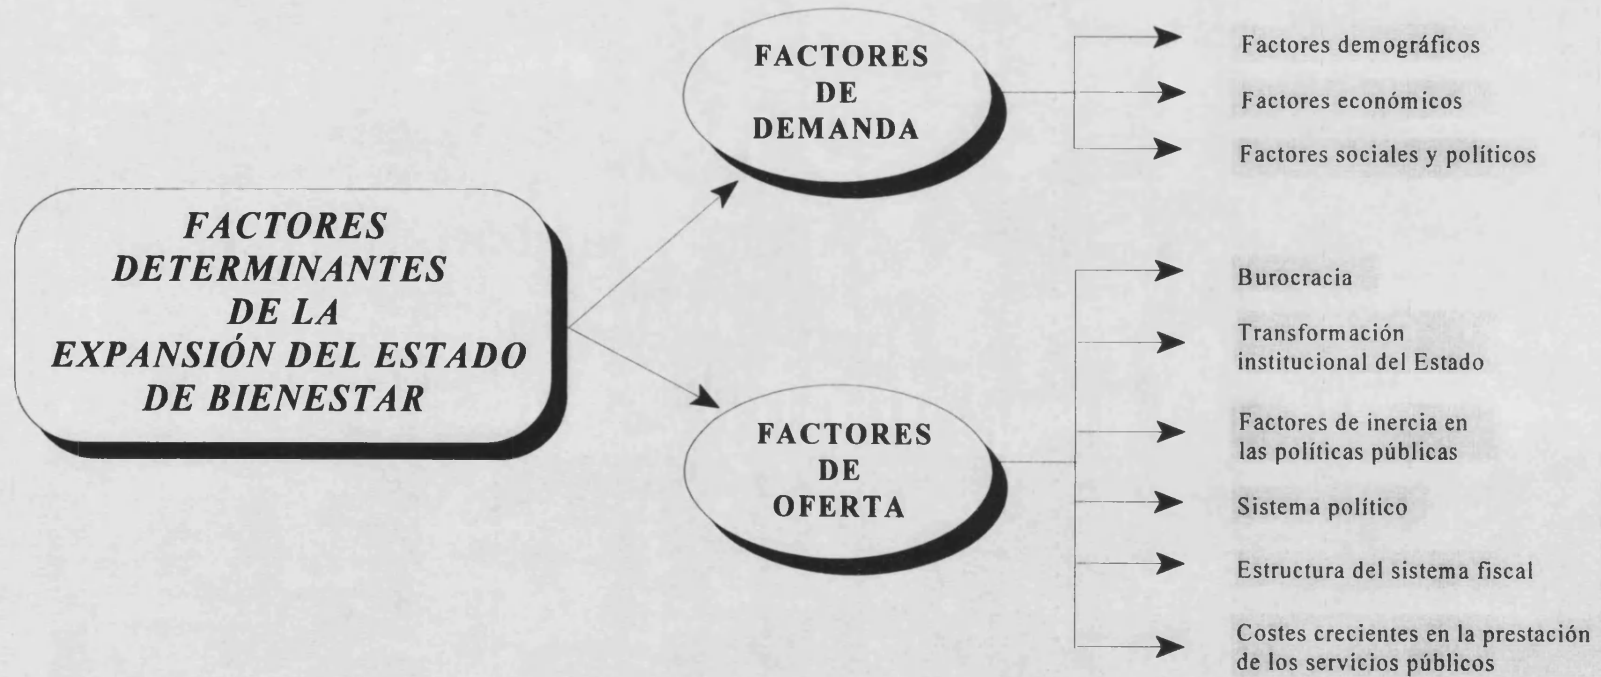 FACTORES
DETERMINANTES
DE LA
EXPANSIÓN DEL ESTADO
DE BIENESTAR
FACTORES
DE
DEMANDA
Factores demográficos
Factores económicos
Factores sociales y políticos
FACTORES
DE
OFERTA
Burocracia
Transformación
institucional del Estado
Factores de inercia en
las políticas públicas
Sistema político
Estructura del sistema fiscal
Costes crecientes en la prestación
de los servicios públicos